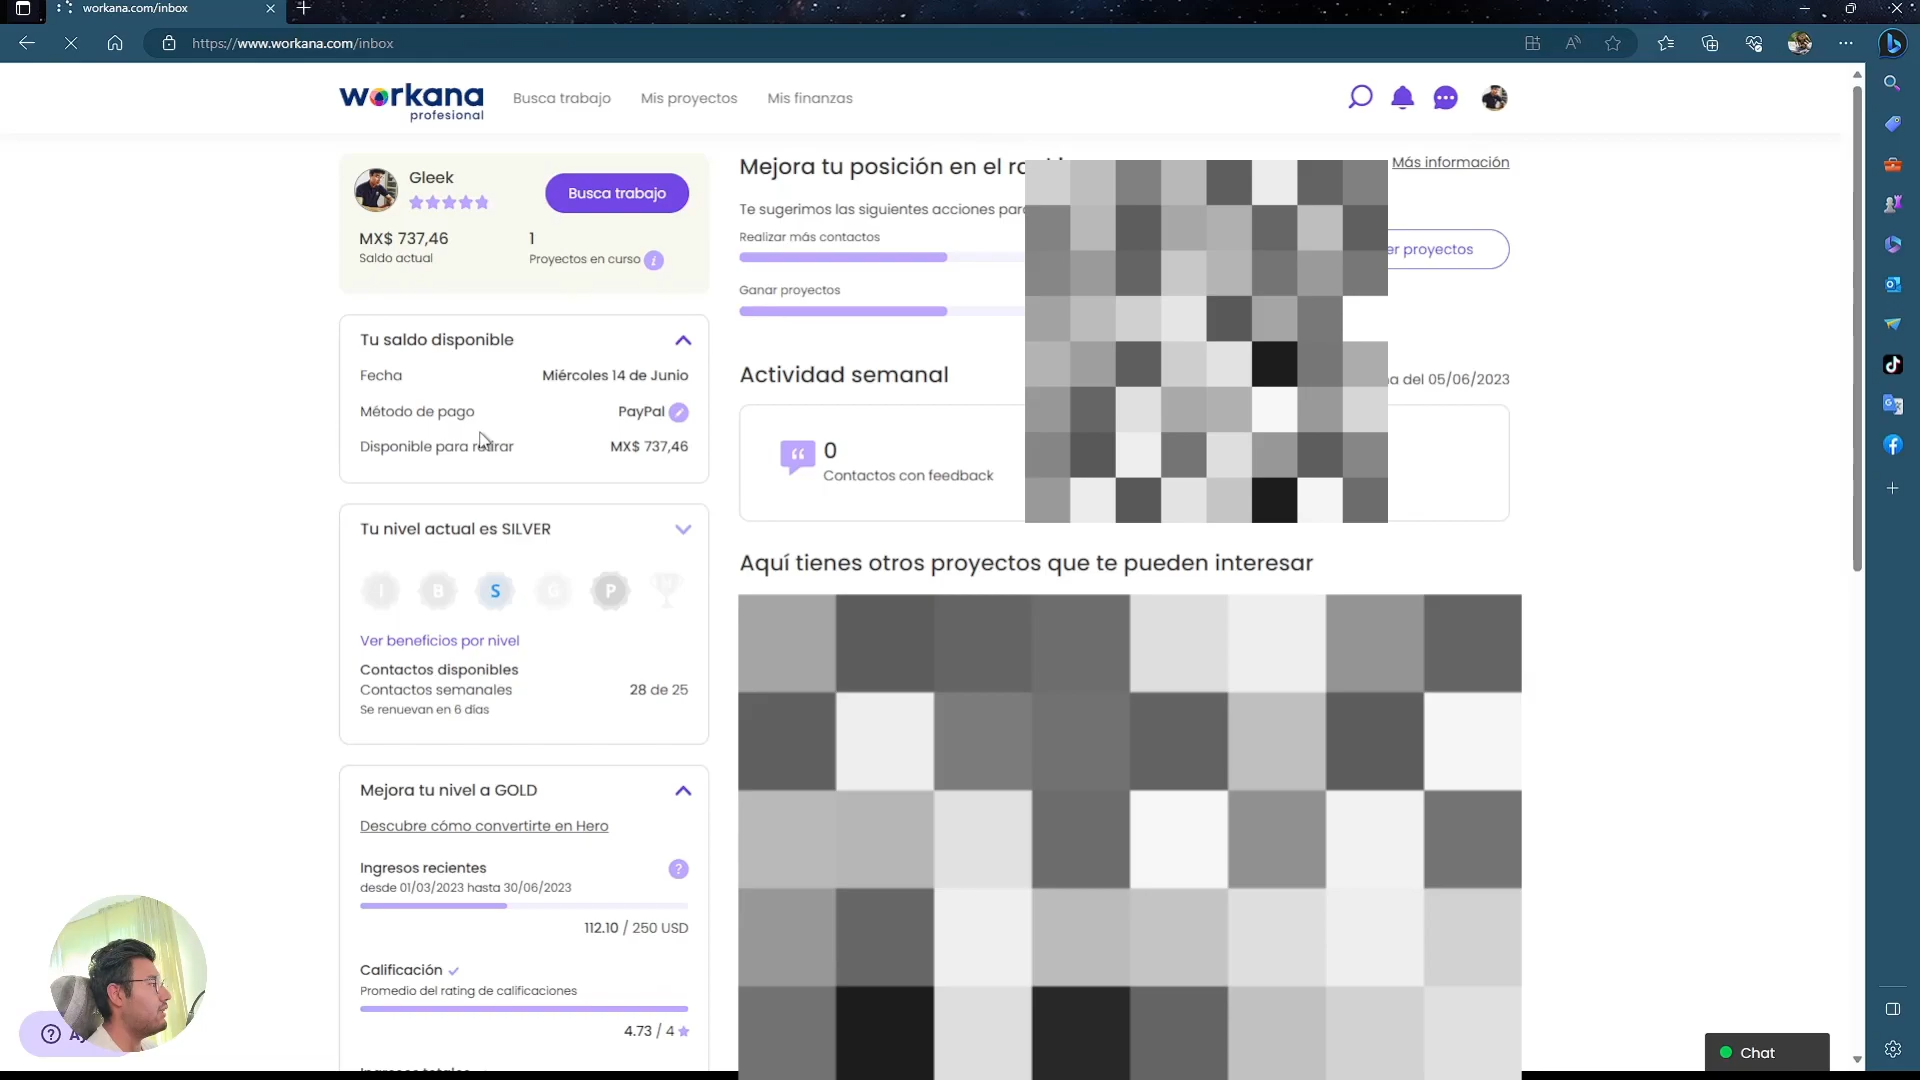 workana.com/inbox
https://www.workana.com/inbox
workana
profesional
Busca trabajo
Mis proyectos
Mis finanzas
Gleek
Busca trabajo
MX$ 737,46
Saldo actual
1
Proyectos en curso
Tu saldo disponible
Fecha
Miércoles 14 de Junio
Método de pago
PayPal
Disponible para retirar
MX$ 737,46
Tu nivel actual es SILVER
I B S G P
Ver beneficios por nivel
Contactos disponibles
Contactos semanales
28 de 25
Se renuevan en 6 días
Mejora tu nivel a GOLD
Descubre cómo convertirte en Hero
Ingresos recientes
desde 01/03/2023 hasta 30/06/2023
112.10 / 250 USD
Calificación
Promedio del rating de calificaciones
4.73 / 4
Mejora tu posición en el
Más información
Te sugerimos las siguientes acciones
Realizar más contactos
proyectos
Ganar proyectos
Actividad semanal
del 05/06/2023
0
Contactos con feedback
Aquí tienes otros proyectos que te pueden interesar
Chat